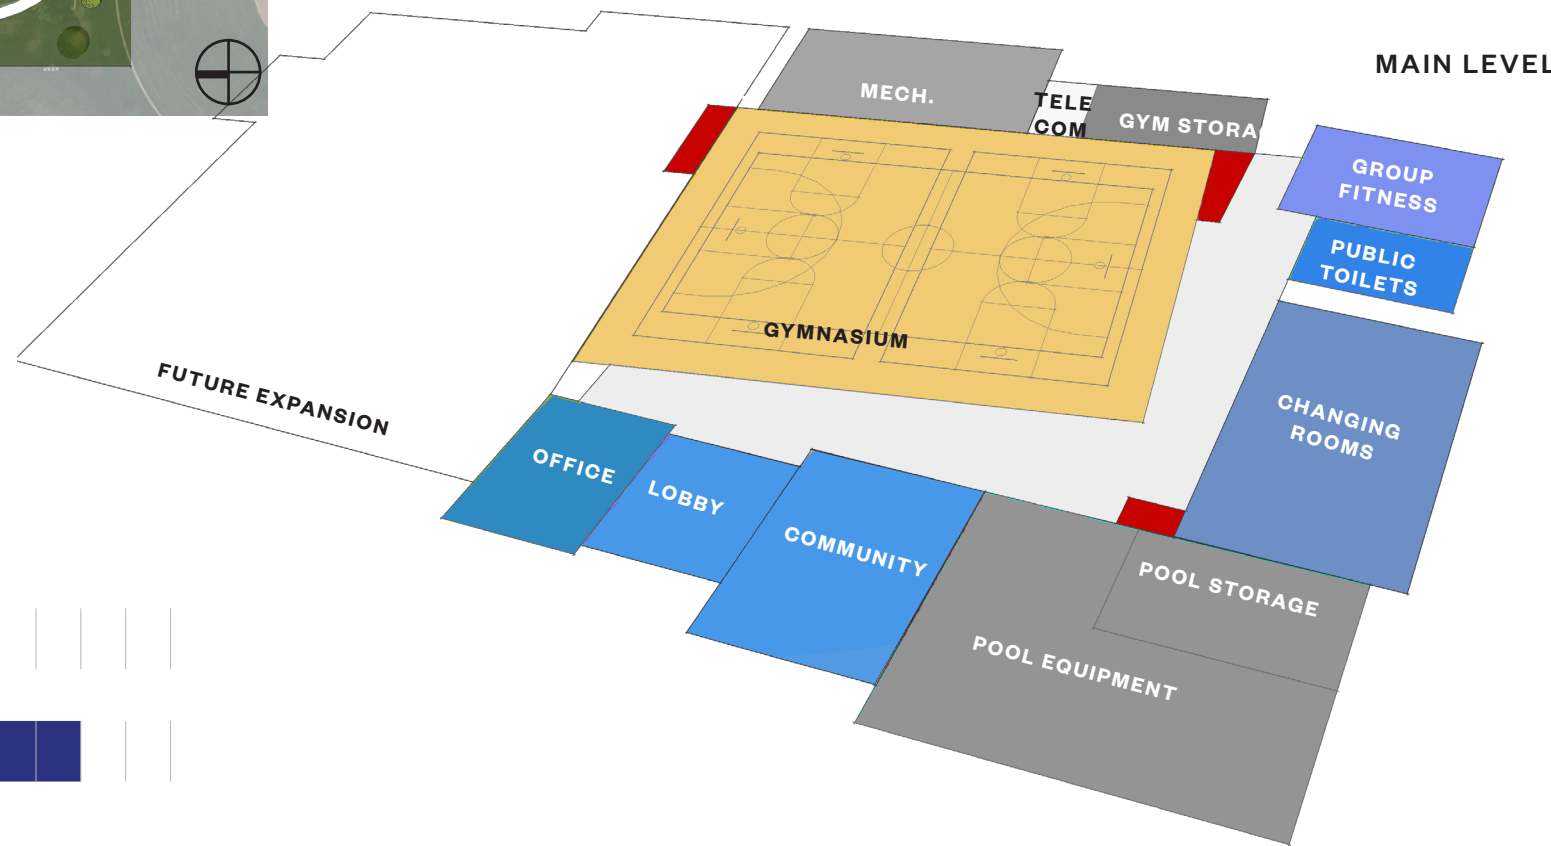 MAIN LEVEL
MECH.
TELE
COM
GYM STORA
GROUP
FITNESS
PUBLIC
TOILETS
GYMNASIUM
FUTURE EXPANSION
CHANGING
ROOMS
OFFICE
LOBBY
COMMUNITY
POOL STORAGE
POOL EQUIPMENT